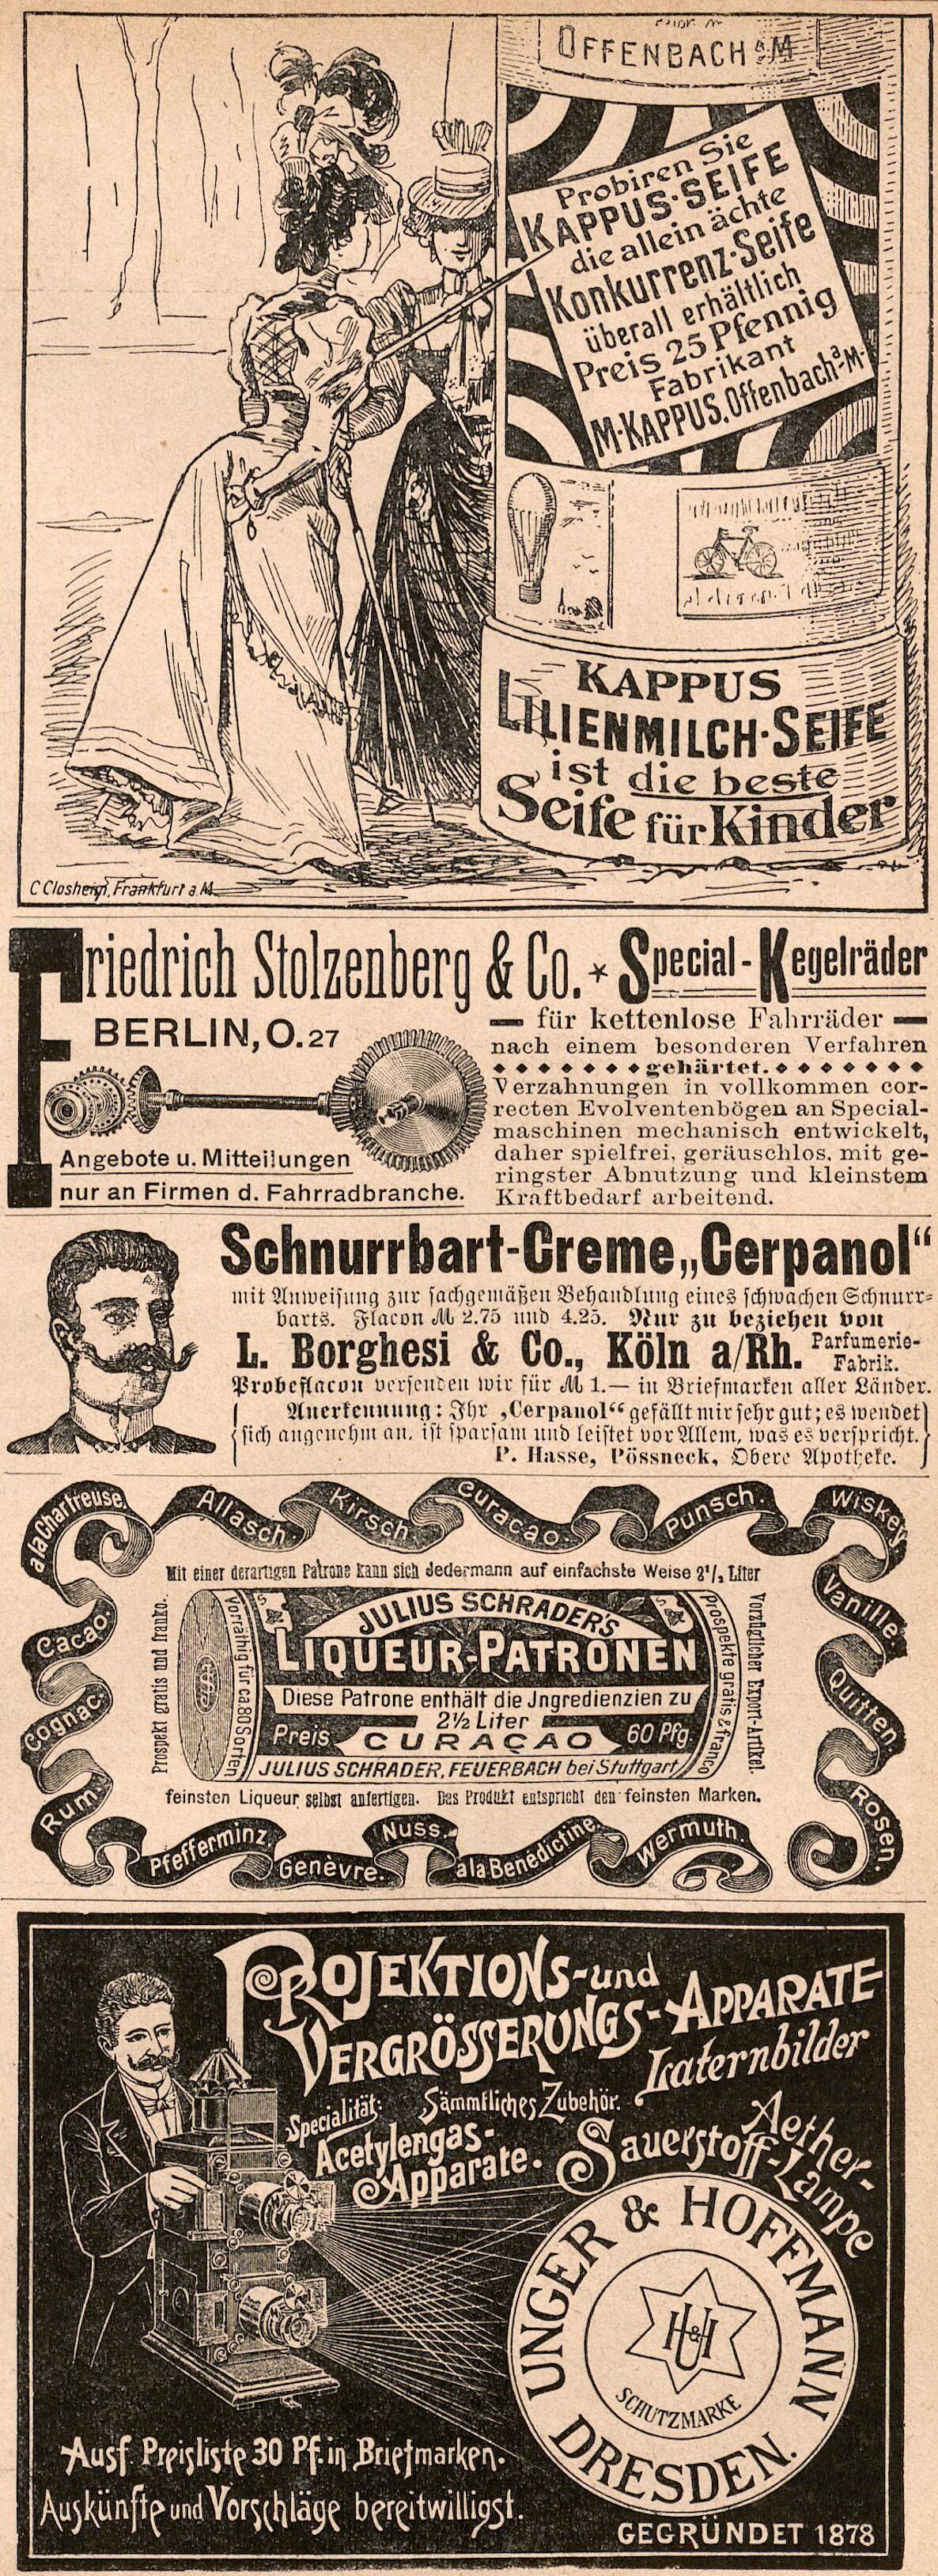 OFFENBACH a/M
Probiren Sie
KAPPUS-SEIFE
die allein ächte
Konkurrenz-Seife
überall erhältlich
Preis 25 Pfennig
Fabrikant
M. KAPPUS. Offenbach a. M.
KAPPUS
LILIENMILCH-SEIFE
ist die beste
Seife für Kinder
C Closheim, Frankfurt a. M.
Friedrich Stolzenberg & Co. * Special-Kegelräder
BERLIN, O. 27
— für kettenlose Fahrräder —
nach einem besonderen Verfahren
gehärtet.
Verzahnungen in vollkommen cor-
recten Evolventenbögen an Special-
maschinen mechanisch entwickelt,
daher spielfrei, geräuschlos, mit ge-
ringster Abnutzung und kleinstem
Kraftbedarf arbeitend.
Angebote u. Mitteilungen
nur an Firmen d. Fahrradbranche.
Schnurrbart-Creme „Cerpanol“
mit Anweisung zur sachgemäßen Behandlung eines schwachen Schnurr-
barts. Flacon M 2.75 und 4.25. Nur zu beziehen von
L. Borghesi & Co., Köln a/Rh. Parfumerie-
Fabrik.
Probeflacon versenden wir für M 1.— in Briefmarken aller Länder.
Anerkennung: Ihr „Cerpanol“ gefällt mir sehr gut; es wendet
sich angenehm an, ist sparsam und leistet vor Allem, was es verspricht.
P. Hasse, Pössneck, Obere Apotheke.
a la Chartreuse.
Allasch.
Kirsch.
Curacao.
Punsch.
Wiskey
Vanille.
Quitten.
Rosen.
Cacao.
Cognac.
Rum.
Pfefferminz.
Genèvre.
Nuss.
a la Benedictine.
Wermuth.
Mit einer derartigen Patrone kann sich Jedermann auf einfachste Weise 2½ Liter
Prospekt gratis und franko.
Vorräthig für ca. 80 Sorten
JULIUS SCHRADER'S
LIQUEUR-PATRONEN
Diese Patrone enthält die Jngredienzien zu
2½ Liter
Preis CURAÇAO 60 Pfg.
JULIUS SCHRADER, FEUERBACH bei Stuttgart
Prospekte gratis & franco
Vorzüglicher Export-Artikel.
feinsten Liqueur selbst anfertigen. Das Produkt entspricht den feinsten Marken.
PROJEKTIONS- und
VERGRÖSSERUNGS-APPARATE
Laternbilder
Sämmtliches Zubehör.
Specialität:
Acetylengas-
Apparate.
Sauerstoff-
Aether-
Lampe
UNGER & HOFFMANN
DRESDEN.
U&H
SCHUTZMARKE
Ausf. Preisliste 30 Pf. in Briefmarken.
Auskünfte und Vorschläge bereitwilligst.
GEGRÜNDET 1878